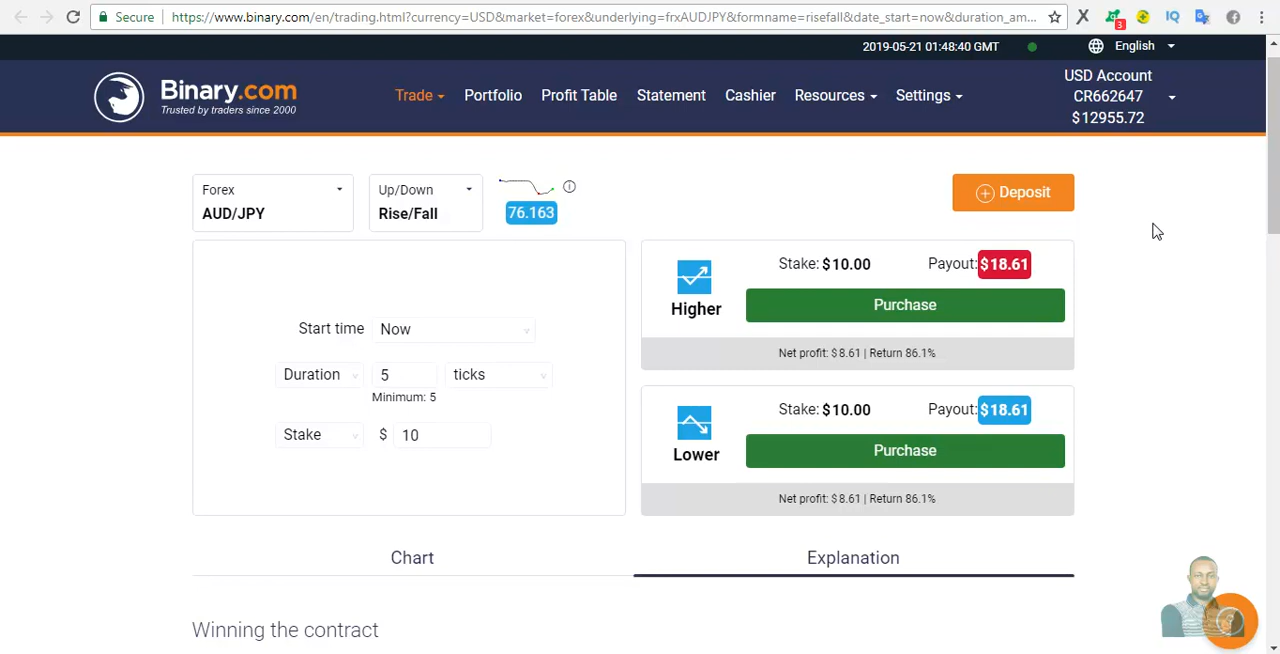 Secure https://www.binary.com/en/trading.html?currency=USD&market=forex&underlying=frxAUDJPY&formname=risefall&date_start=now&duration_am...
3
IQ
2019-05-21 01:48:40 GMT
English
Binary.com
Trusted by traders since 2000
Trade Portfolio Profit Table Statement Cashier Resources Settings
USD Account
CR662647
$12955.72
Forex
AUD/JPY
Up/Down
Rise/Fall
76.163
Deposit
Start time Now
Duration 5 ticks
Minimum: 5
Stake $ 10
Higher
Stake: $10.00 Payout: $18.61
Purchase
Net profit: $8.61 | Return 86.1%
Lower
Stake: $10.00 Payout: $18.61
Purchase
Net profit: $8.61 | Return 86.1%
Chart Explanation
Winning the contract